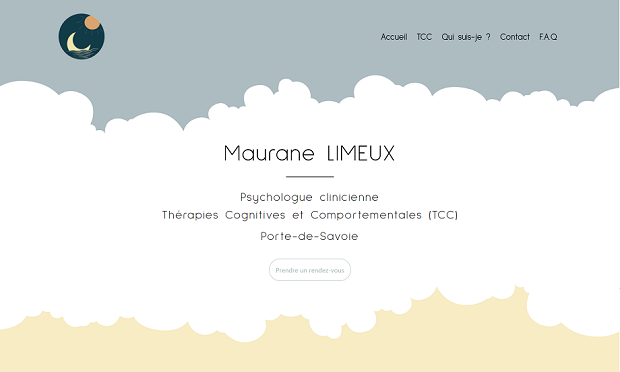 Accueil TCC Qui suis-je ? Contact F.A.Q
Maurane LIMEUX
Psychologue clinicienne
Thérapies Cognitives et Comportementales (TCC)
Porte-de-Savoie
Prendre un rendez-vous